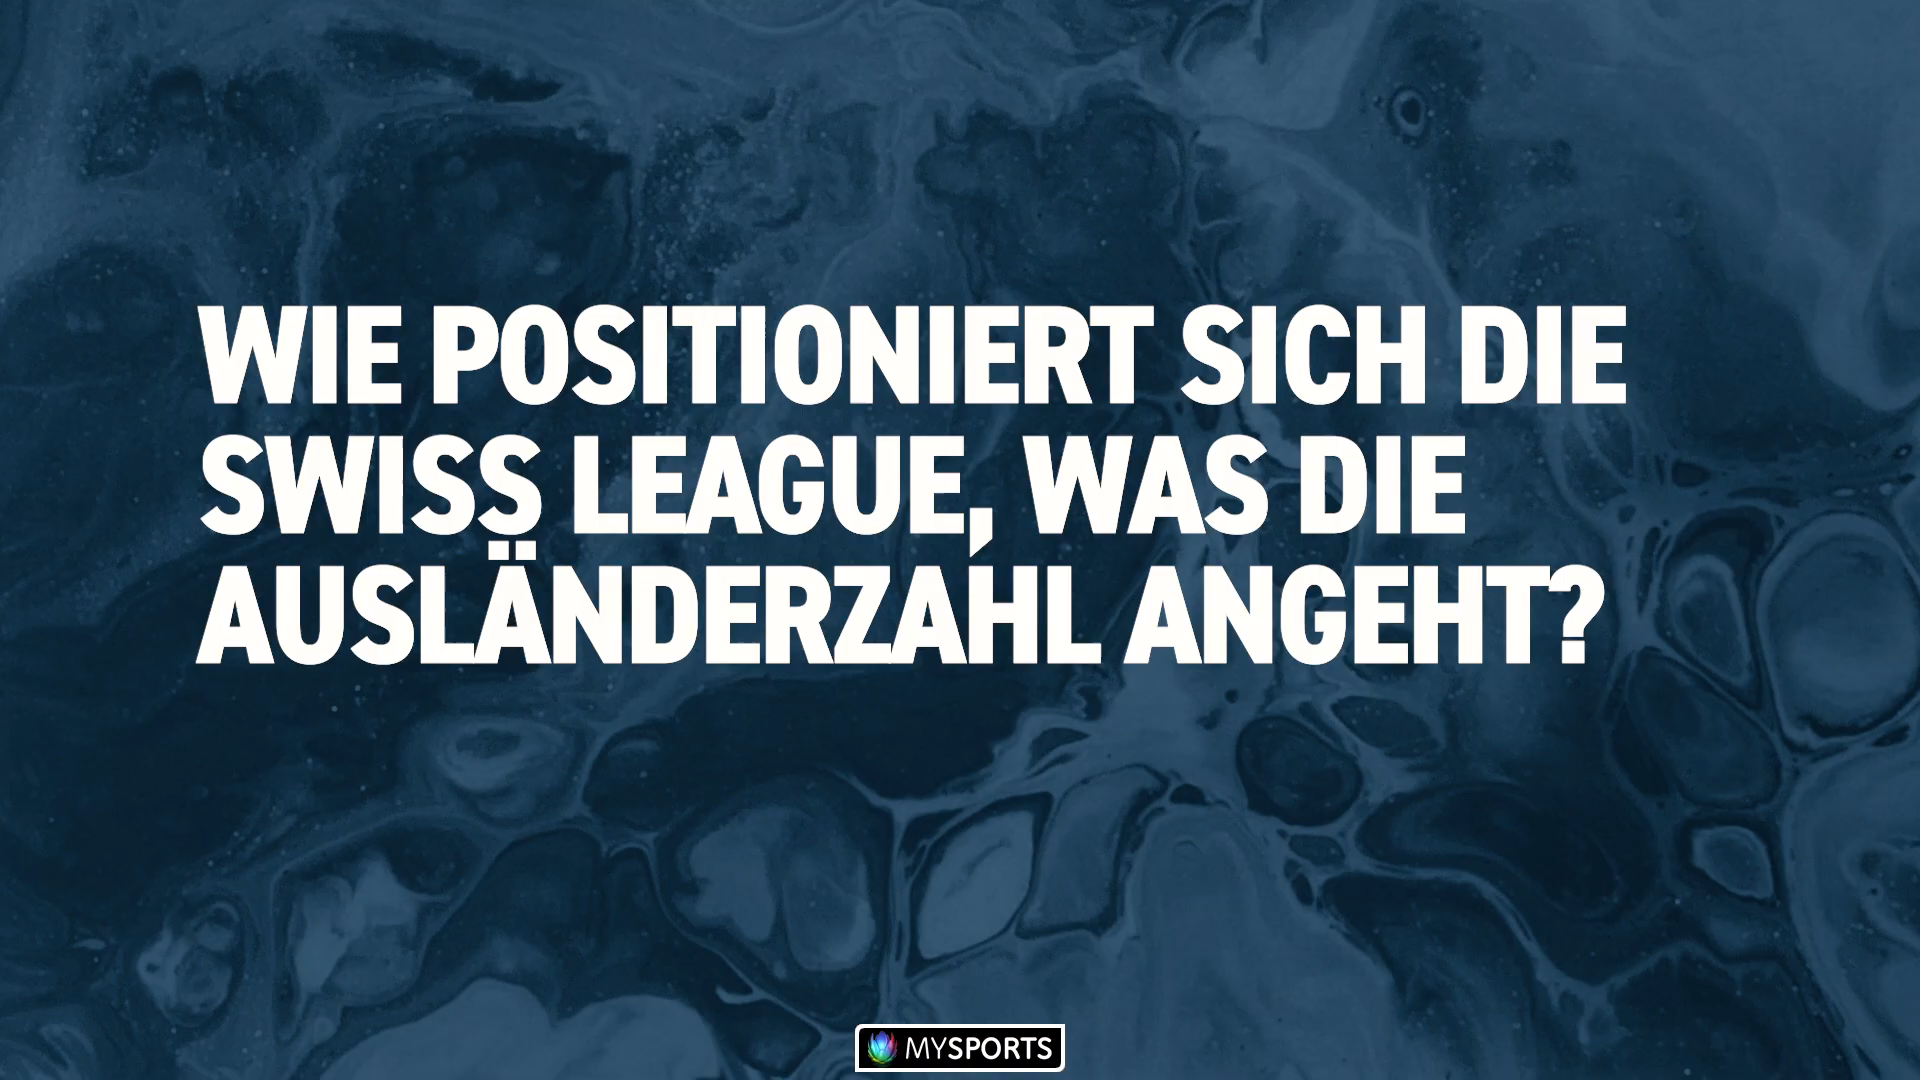 WIE POSITIONIERT SICH DIE
SWISS LEAGUE, WAS DIE
AUSLÄNDERZAHL ANGEHT?
MYSPORTS